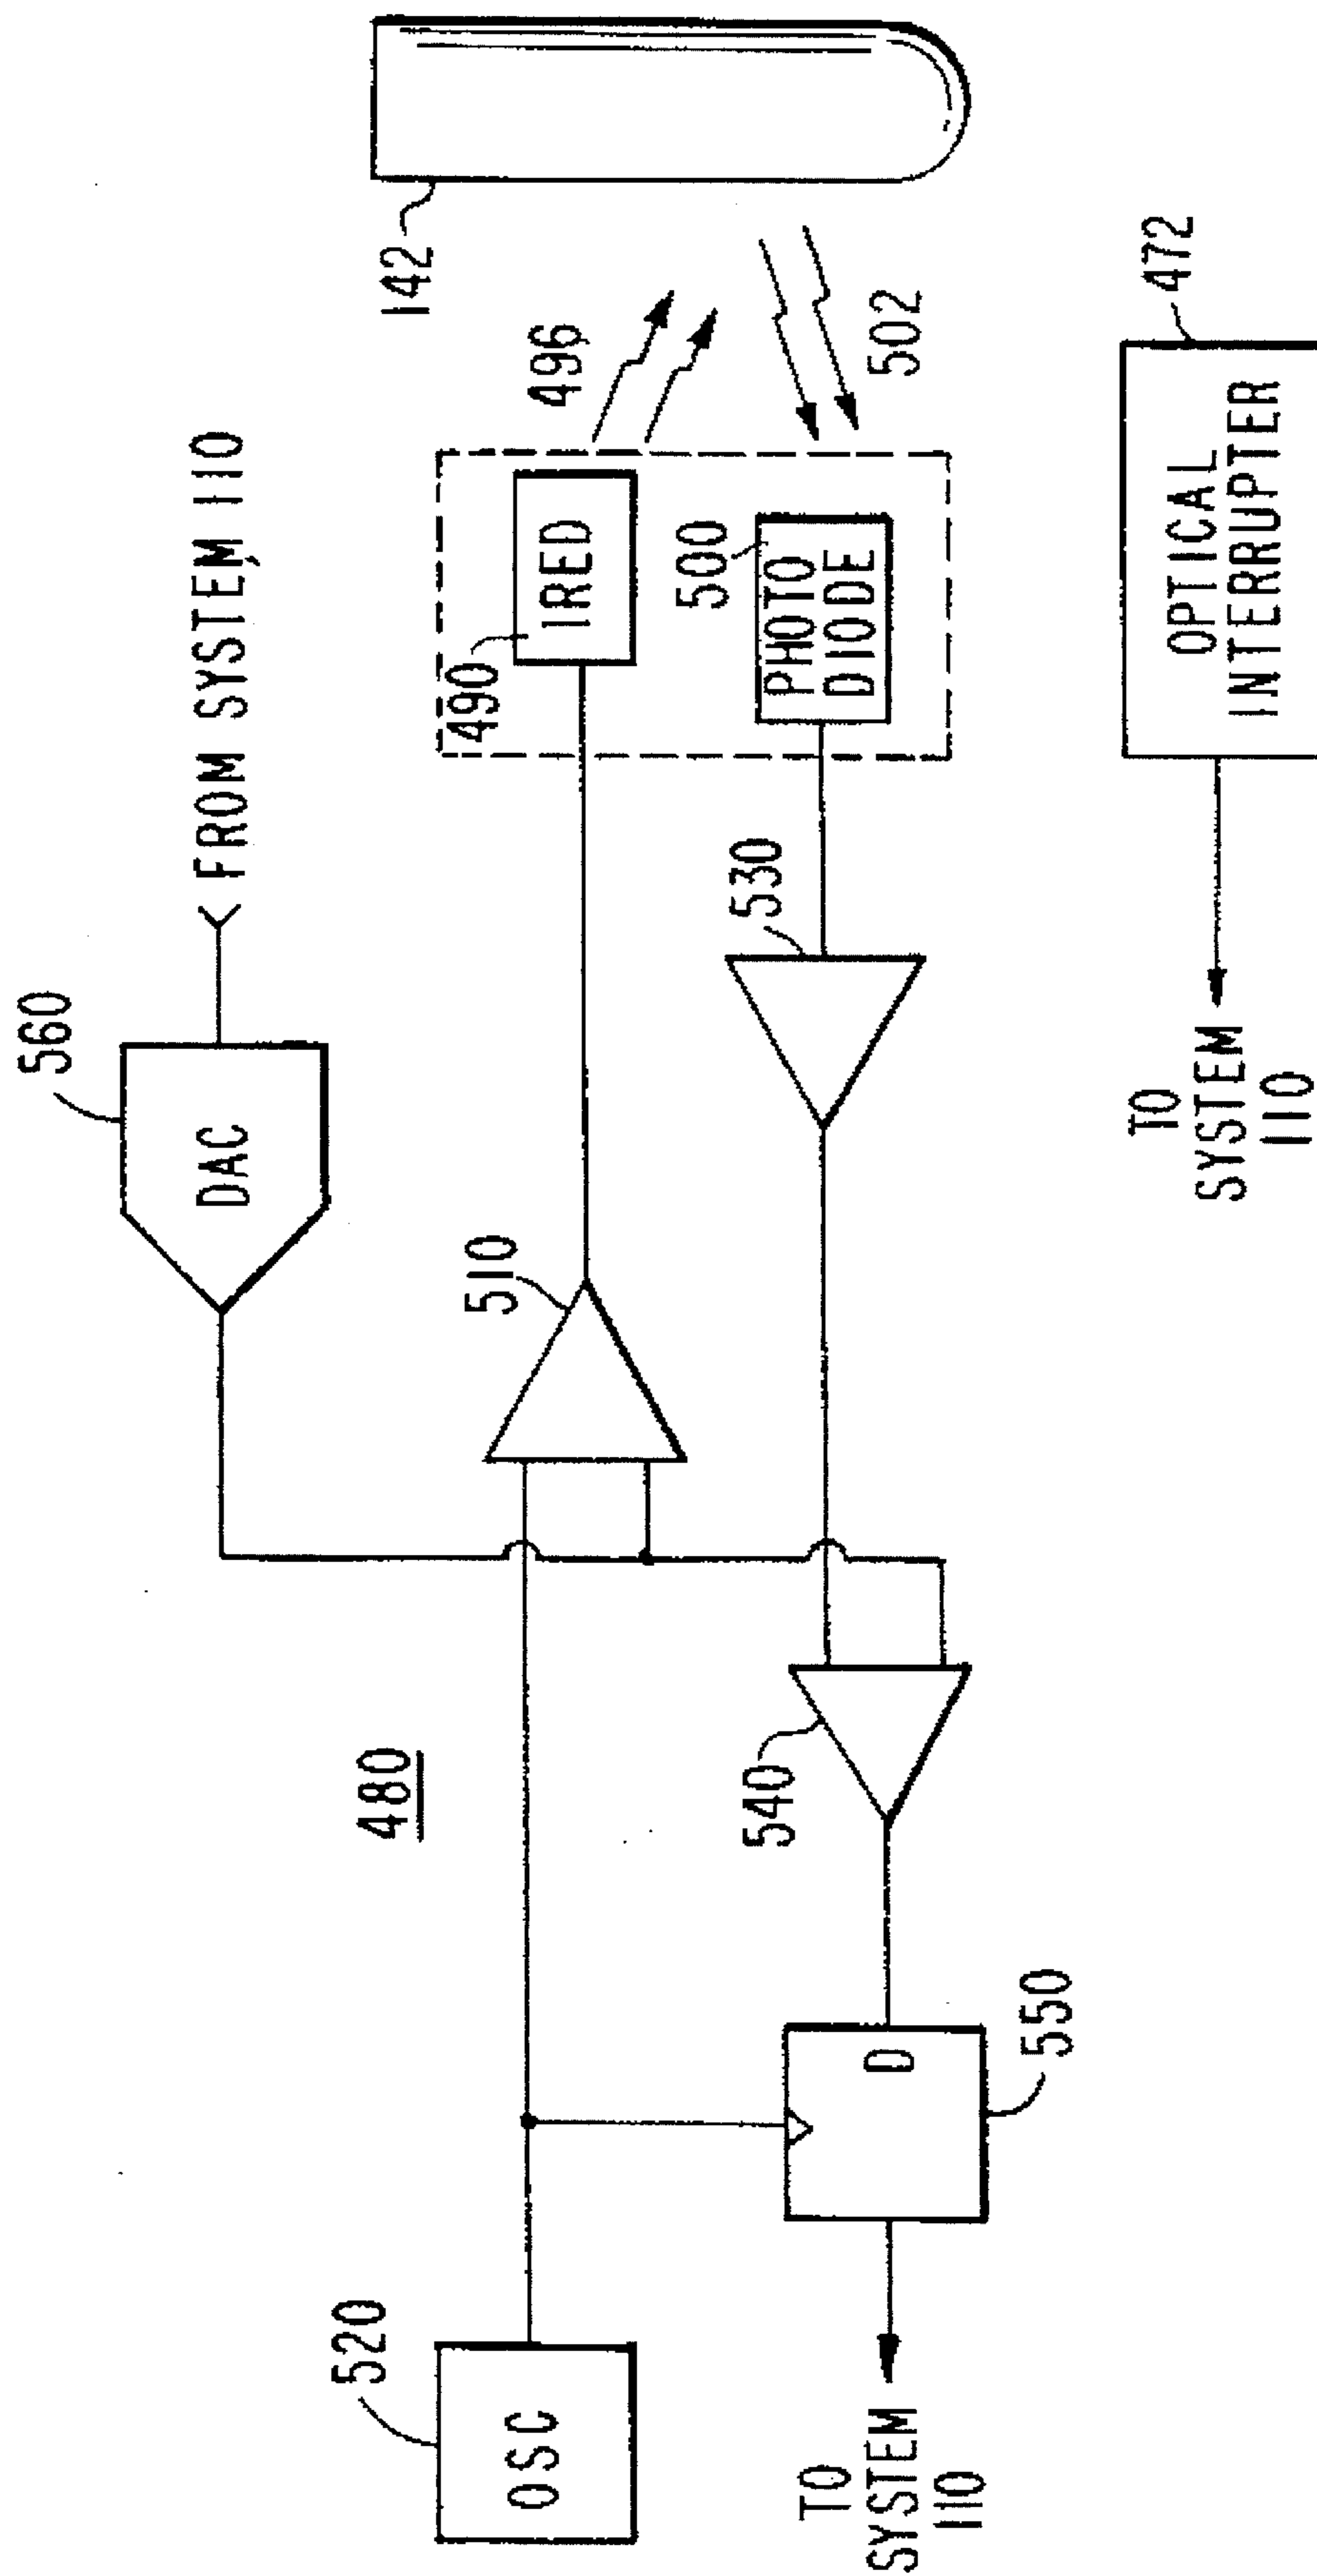 560
DAC
FROM SYSTEM 110
142
520
OSC
480
510
490
IRED
496
540
530
500
PHOTO
DIODE
502
D
550
TO
SYSTEM
110
TO
SYSTEM
110
OPTICAL
INTERRUPTER
472